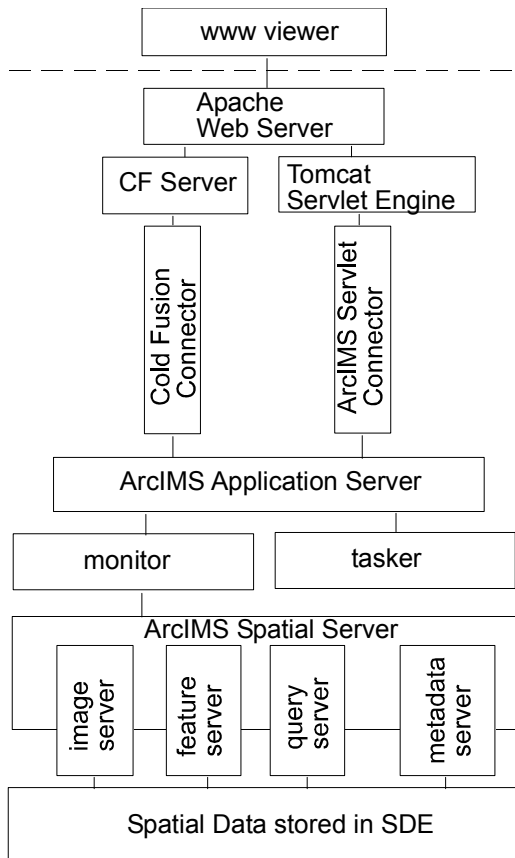 www viewer
Apache
Web Server
CF Server
Tomcat
Servlet Engine
Cold Fusion
Connector
ArcIMS Servlet
Connector
ArcIMS Application Server
monitor
tasker
ArcIMS Spatial Server
image
server
feature
server
query
server
metadata
server
Spatial Data stored in SDE